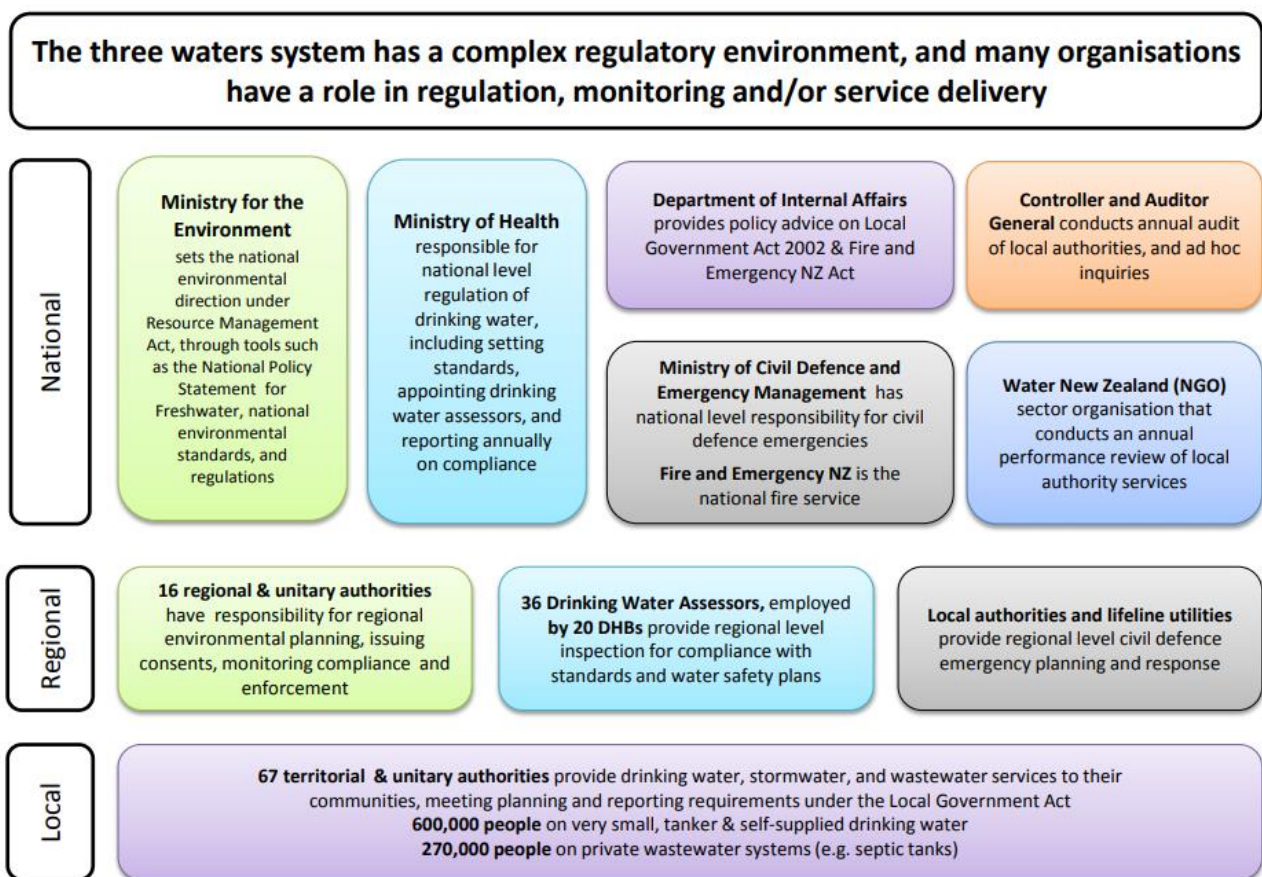 The three waters system has a complex regulatory environment, and many organisations
have a role in regulation, monitoring and/or service delivery
National
Ministry for the
Environment
sets the national
environmental
direction under
Resource Management
Act, through tools such
as the National Policy
Statement for
Freshwater, national
environmental
standards, and
regulations
Ministry of Health
responsible for
national level
regulation of
drinking water,
including setting
standards,
appointing drinking
water assessors, and
reporting annually
on compliance
Department of Internal Affairs
provides policy advice on Local
Government Act 2002 & Fire and
Emergency NZ Act
Controller and Auditor
General conducts annual audit
of local authorities, and ad hoc
inquiries
Ministry of Civil Defence and
Emergency Management has
national level responsibility for civil
defence emergencies
Fire and Emergency NZ is the
national fire service
Water New Zealand (NGO)
sector organisation that
conducts an annual
performance review of local
authority services
Regional
16 regional & unitary authorities
have responsibility for regional
environmental planning, issuing
consents, monitoring compliance and
enforcement
36 Drinking Water Assessors, employed
by 20 DHBs provide regional level
inspection for compliance with
standards and water safety plans
Local authorities and lifeline utilities
provide regional level civil defence
emergency planning and response
Local
67 territorial & unitary authorities provide drinking water, stormwater, and wastewater services to their
communities, meeting planning and reporting requirements under the Local Government Act
600,000 people on very small, tanker & self-supplied drinking water
270,000 people on private wastewater systems (e.g. septic tanks)